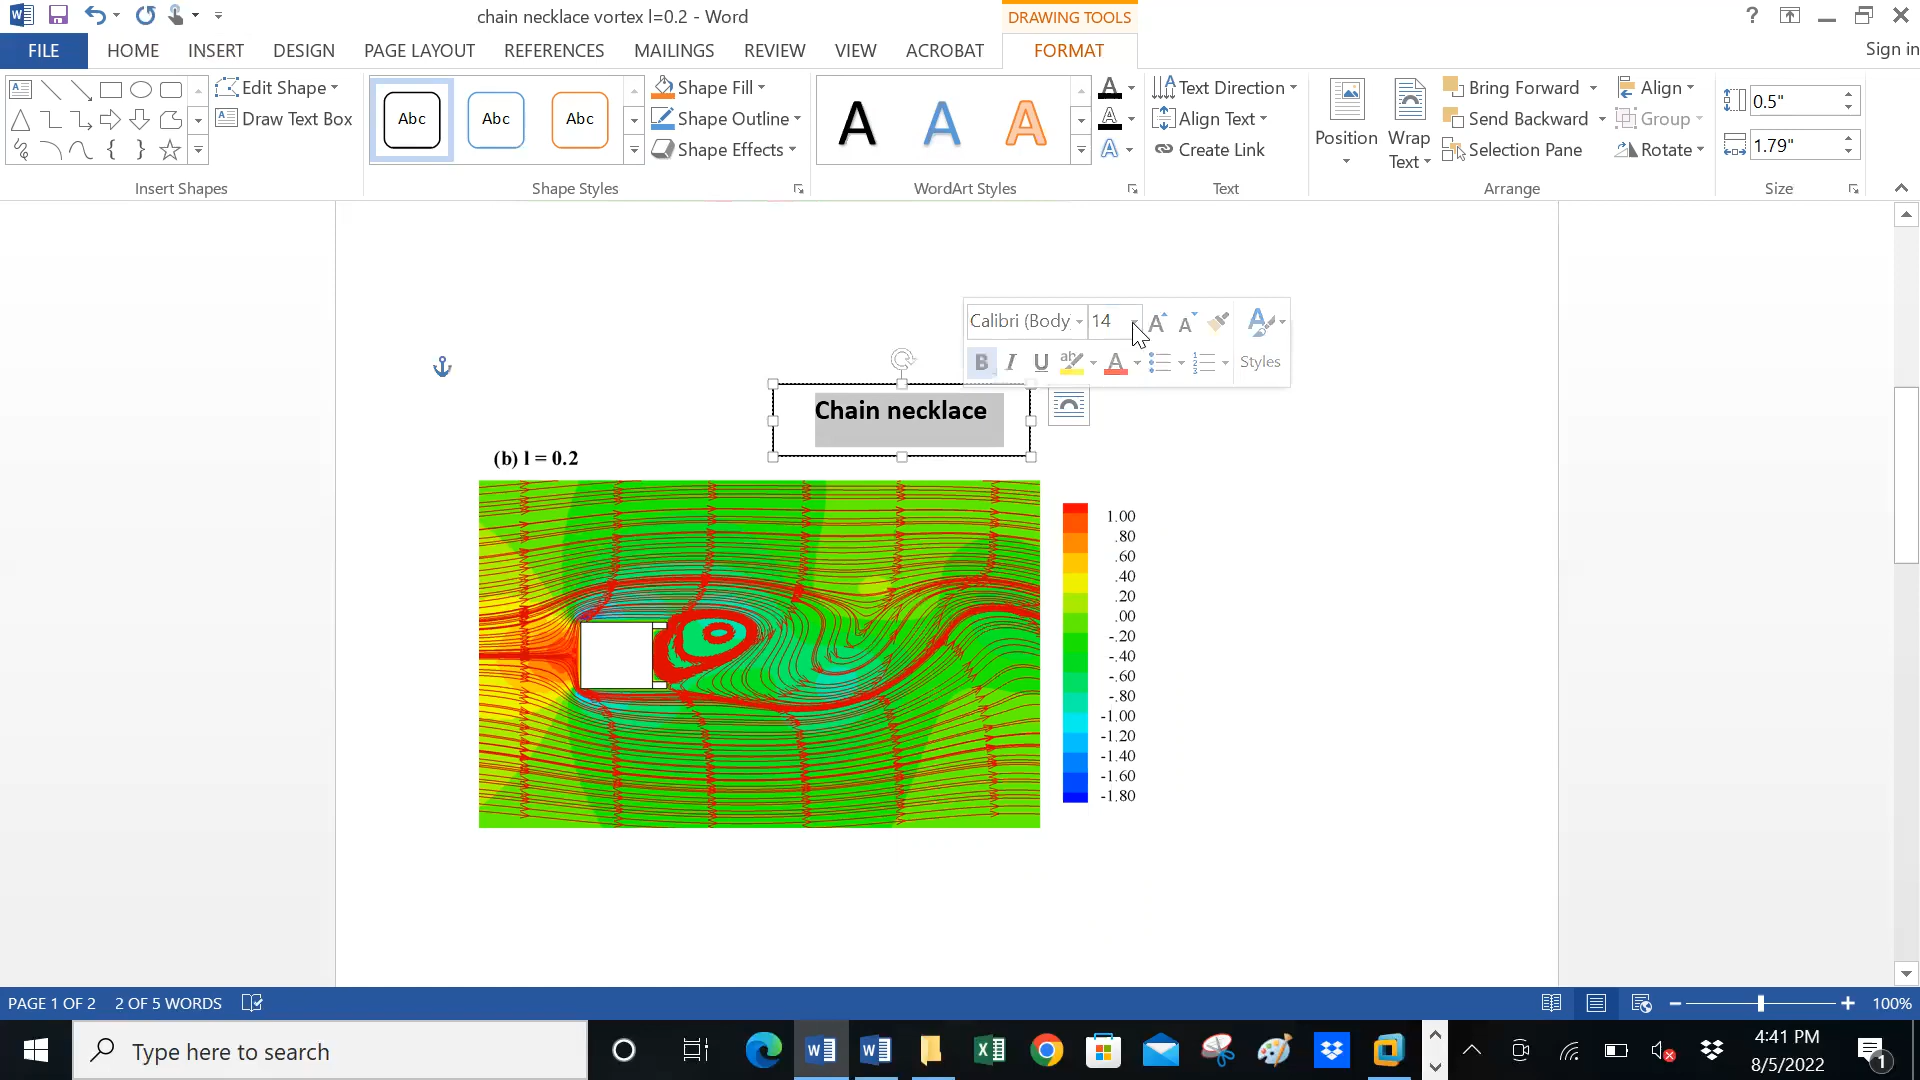 chain necklace vortex l=0.2 - Word
DRAWING TOOLS
FILE
HOME
INSERT
DESIGN
PAGE LAYOUT
REFERENCES
MAILINGS
REVIEW
VIEW
ACROBAT
FORMAT
Sign in
Edit Shape
Draw Text Box
Insert Shapes
Abc
Abc
Abc
Shape Fill
Shape Outline
Shape Effects
Shape Styles
A A A
WordArt Styles
Text Direction
Align Text
Create Link
Text
Position
Wrap
Text
Bring Forward
Send Backward
Selection Pane
Align
Group
Rotate
Arrange
0.5"
1.79"
Size
Calibri (Body
14
B I U
Styles
Chain necklace
(b) l = 0.2
1.00
.80
.60
.40
.20
.00
-.20
-.40
-.60
-.80
-1.00
-1.20
-1.40
-1.60
-1.80
PAGE 1 OF 2
2 OF 5 WORDS
100%
Type here to search
4:41 PM
8/5/2022
1